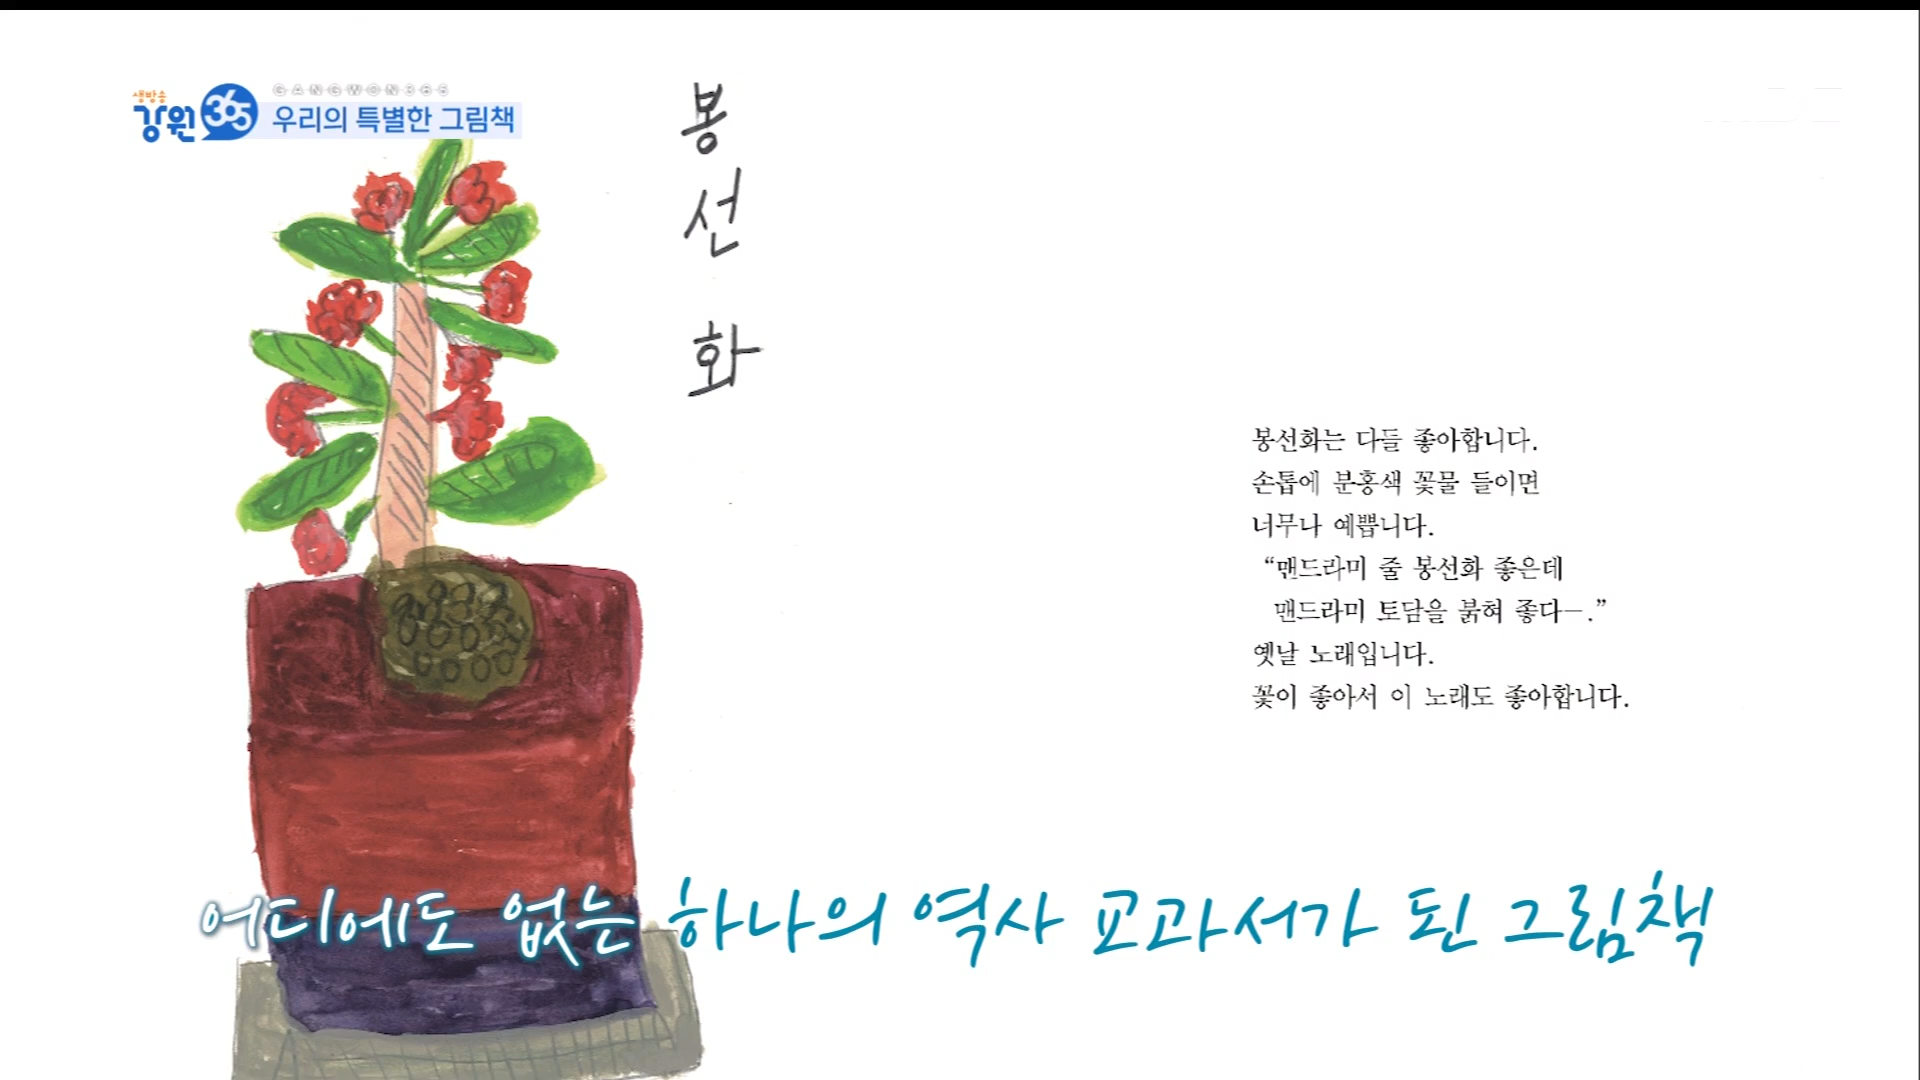 생방송
강원 365
GANGWON365
우리의 특별한 그림책
봉선화
봉선화는 다들 좋아합니다.
손톱에 분홍색 꽃물 들이면
너무나 예쁩니다.
“맨드라미 줄 봉선화 좋은데
맨드라미 토담을 붉혀 좋다—.”
옛날 노래입니다.
꽃이 좋아서 이 노래도 좋아합니다.
어디에도 없는 하나의 역사 교과서가 된 그림책